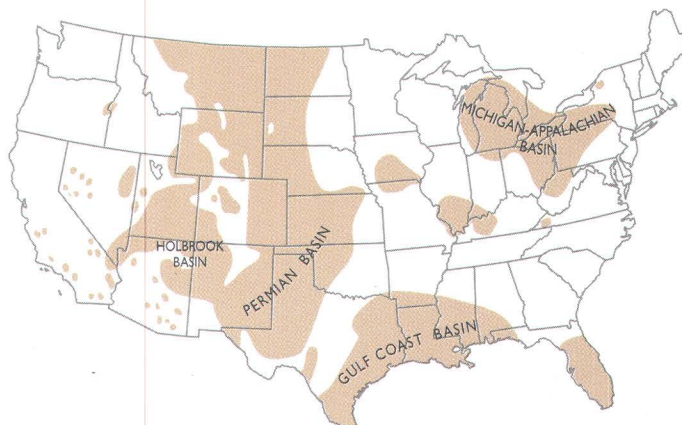 MICHIGAN-APPALACHIAN
BASIN
HOLBROOK
BASIN
PERMIAN BASIN
GULF COAST BASIN